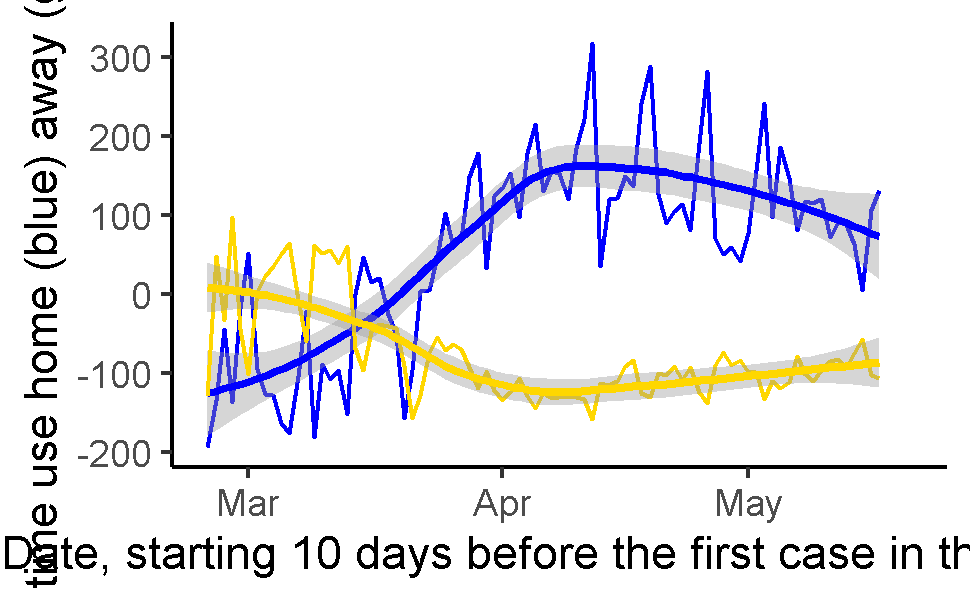 time use home (blue) away (
300
200
100
0
-100
-200
Mar Apr May
Date, starting 10 days before the first case in th